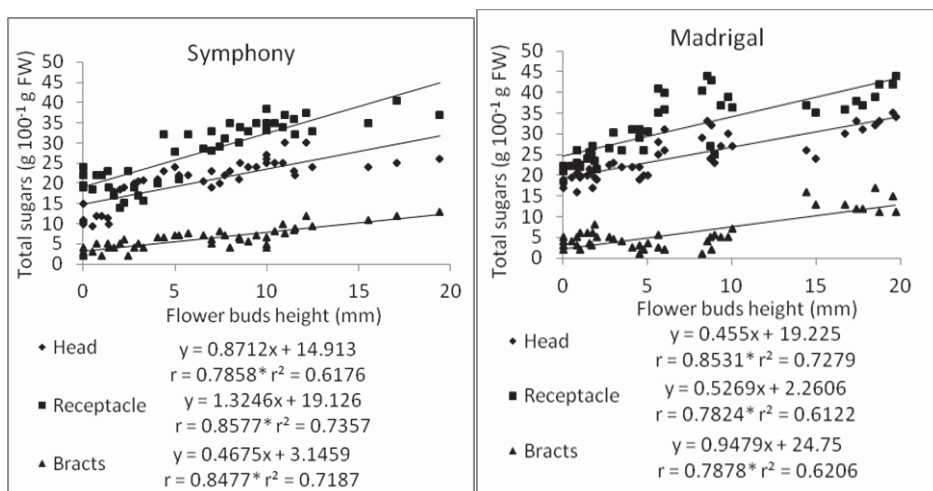 Symphony
Total sugars (g 100⁻¹ g FW)
50
45
40
35
30
25
20
15
10
5
0
0 5 10 15 20
Flower buds height (mm)
Head
y = 0.8712x + 14.913
r = 0.7858* r² = 0.6176
Receptacle
y = 1.3246x + 19.126
r = 0.8577* r² = 0.7357
Bracts
y = 0.4675x + 3.1459
r = 0.8477* r² = 0.7187
Madrigal
Total sugars (g 100⁻¹ g FW)
50
45
40
35
30
25
20
15
10
5
0
0 5 10 15 20
Flower buds height (mm)
Head
y = 0.455x + 19.225
r = 0.8531* r² = 0.7279
Receptacle
y = 0.5269x + 2.2606
r = 0.7824* r² = 0.6122
Bracts
y = 0.9479x + 24.75
r = 0.7878* r² = 0.6206